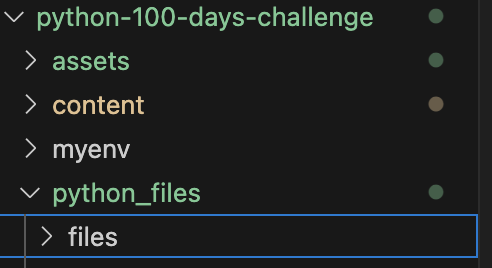 python-100-days-challenge
assets
content
myenv
python_files
files